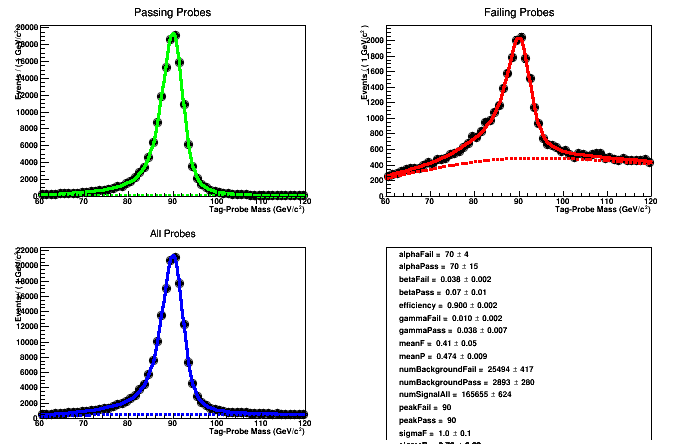 Passing Probes
Events / ( 1 GeV/c²)
20000
18000
16000
14000
12000
10000
8000
6000
4000
2000
0
60 70 80 90 100 110 120
Tag-Probe Mass (GeV/c²)
Failing Probes
Events / ( 1 GeV/c²)
2000
1800
1600
1400
1200
1000
800
600
400
200
0
60 70 80 90 100 110 120
Tag-Probe Mass (GeV/c²)
All Probes
Events / ( 1 GeV/c²)
22000
20000
18000
16000
14000
12000
10000
8000
6000
4000
2000
0
60 70 80 90 100 110 120
Tag-Probe Mass (GeV/c²)
alphaFail = 70 ± 4
alphaPass = 70 ± 15
betaFail = 0.038 ± 0.002
betaPass = 0.07 ± 0.01
efficiency = 0.900 ± 0.002
gammaFail = 0.010 ± 0.002
gammaPass = 0.038 ± 0.007
meanF = 0.41 ± 0.05
meanP = 0.474 ± 0.009
numBackgroundFail = 25494 ± 417
numBackgroundPass = 2893 ± 280
numSignalAll = 165655 ± 624
peakFail = 90
peakPass = 90
sigmaF = 1.0 ± 0.1